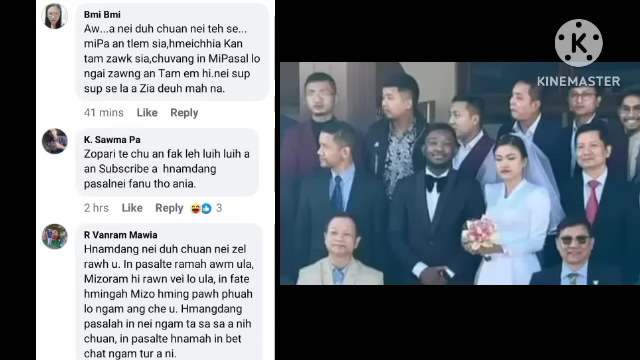 Bmi Bmi
Aw...a nei duh chuan nei teh se...
miPa an tlem sia,hmeichhia Kan
tam zawk sia,chuvang in MiPasal lo
ngai zawng an Tam em hi.nei sup
sup se la a Zia deuh mah na.
41 mins Like Reply
K. Sawma Pa
Zopari te chu an fak leh luih luih a
an Subscribe a hnamdang
pasalnei fanu tho ania.
2 hrs Like Reply 3
R Vanram Mawia
Hnamdang nei duh chuan nei zel
rawh u. In pasalte ramah awm ula,
Mizoram hi rawn vei lo ula, in fate
hmingah Mizo hming pawh phuah
lo ngam ang che u. Hmangdang
pasalah in nei ngam ta sa sa a nih
chuan, in pasalte hnamah in bet
chat ngam tur a ni.
K
KINEMASTER